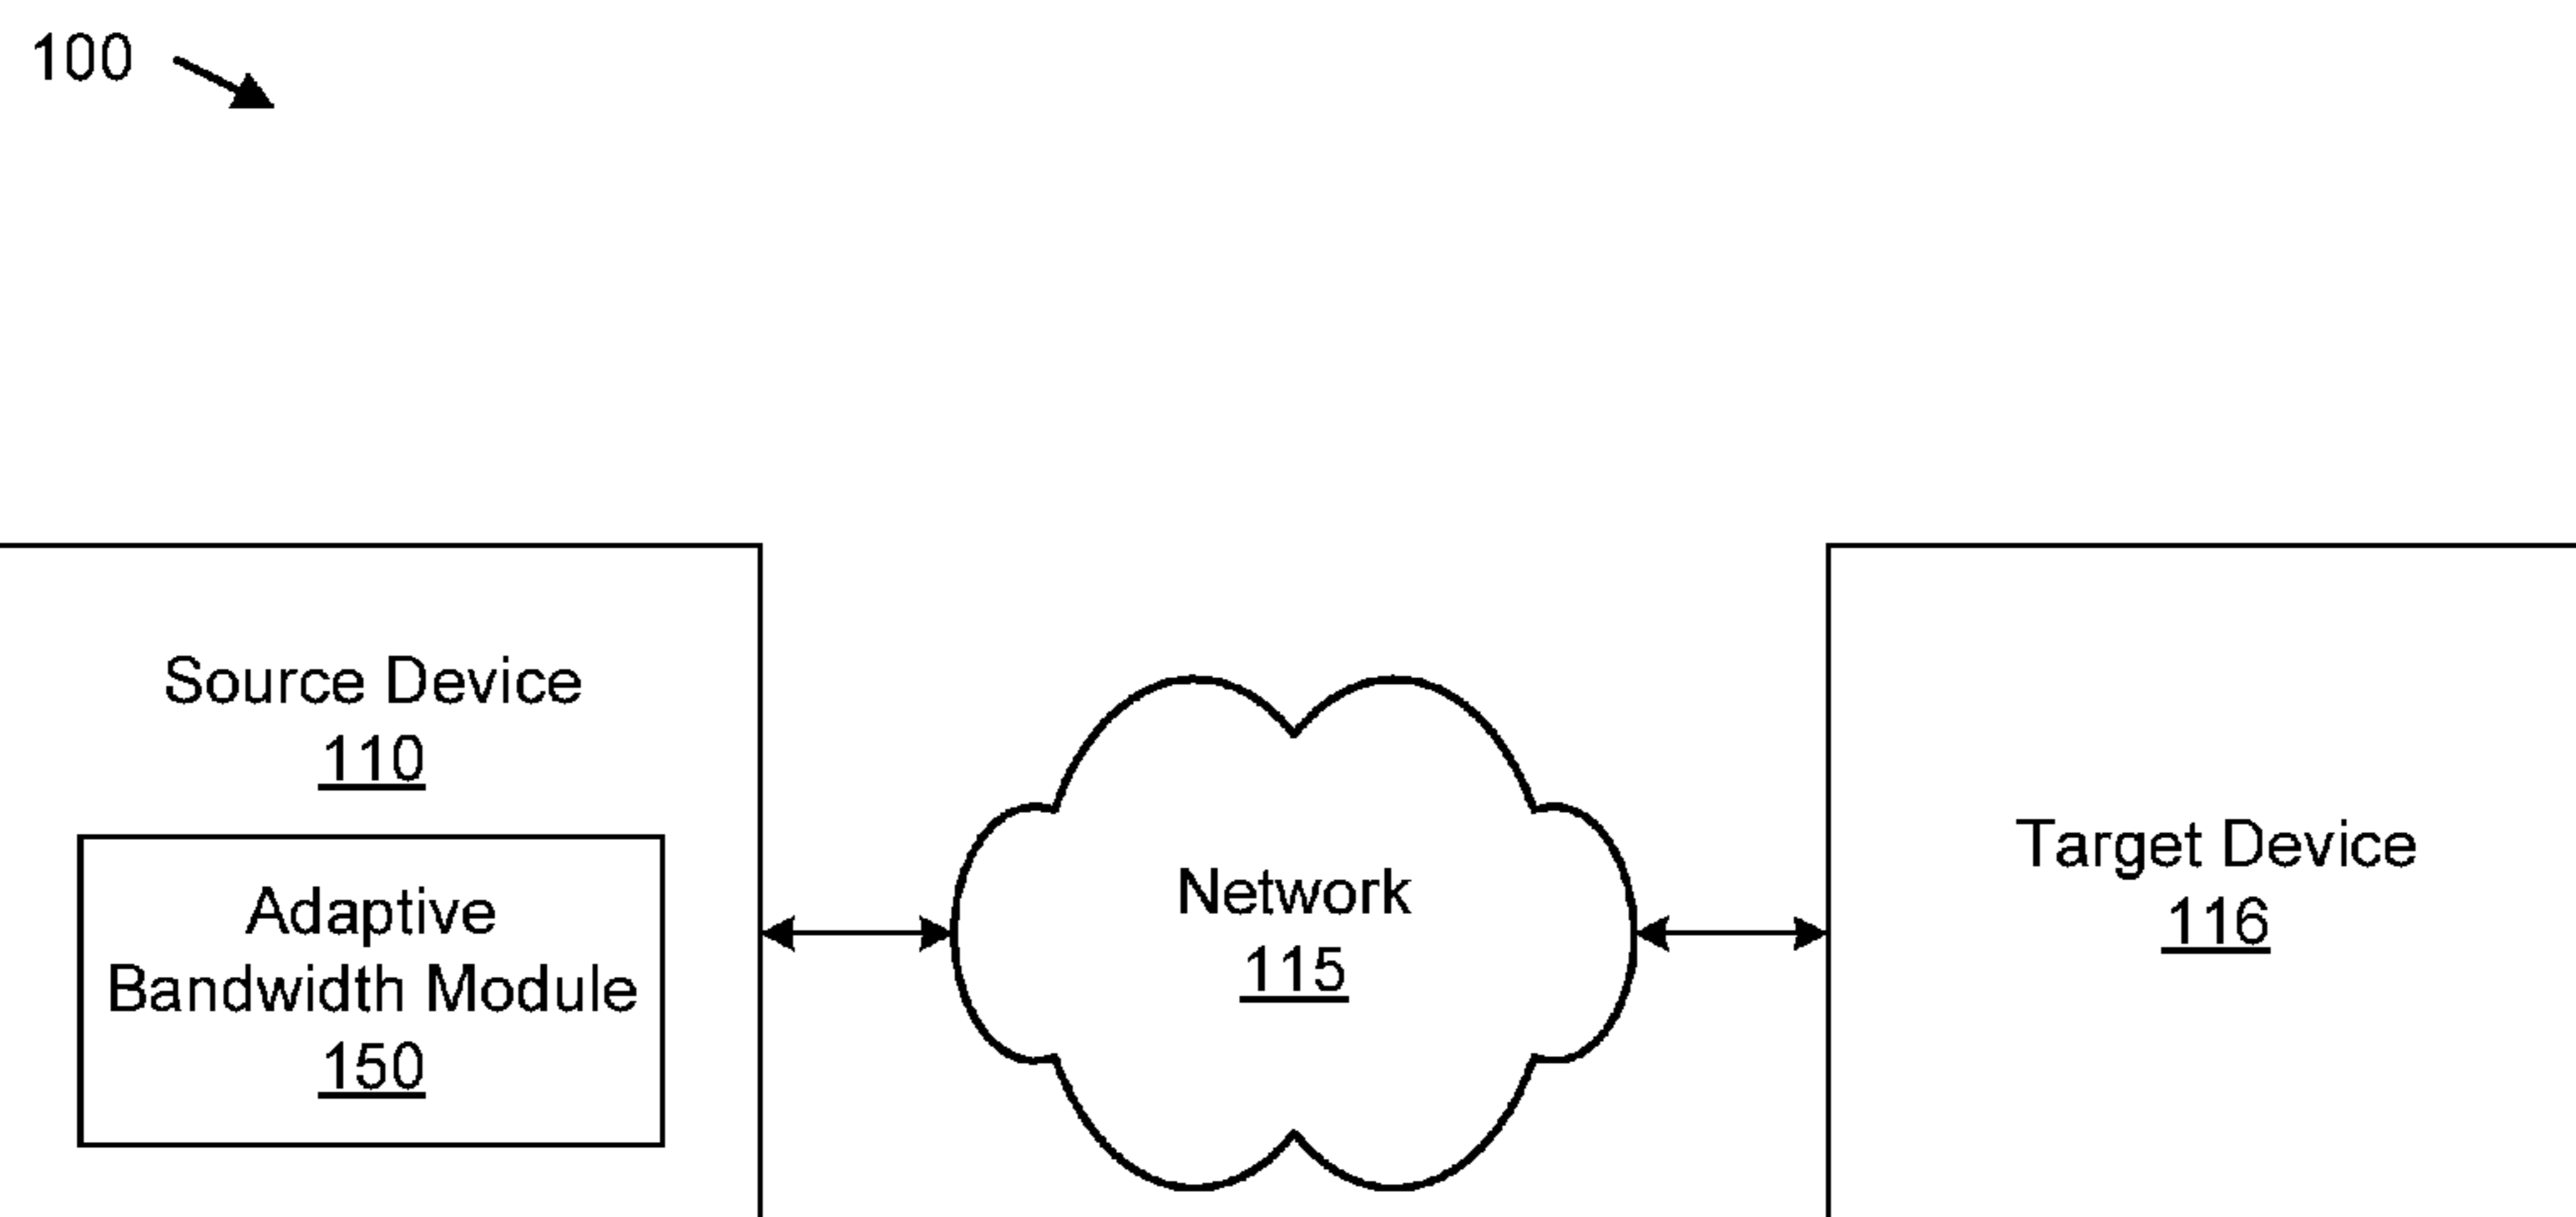 100
Source Device
110
Adaptive
Bandwidth Module
150
Network
115
Target Device
116